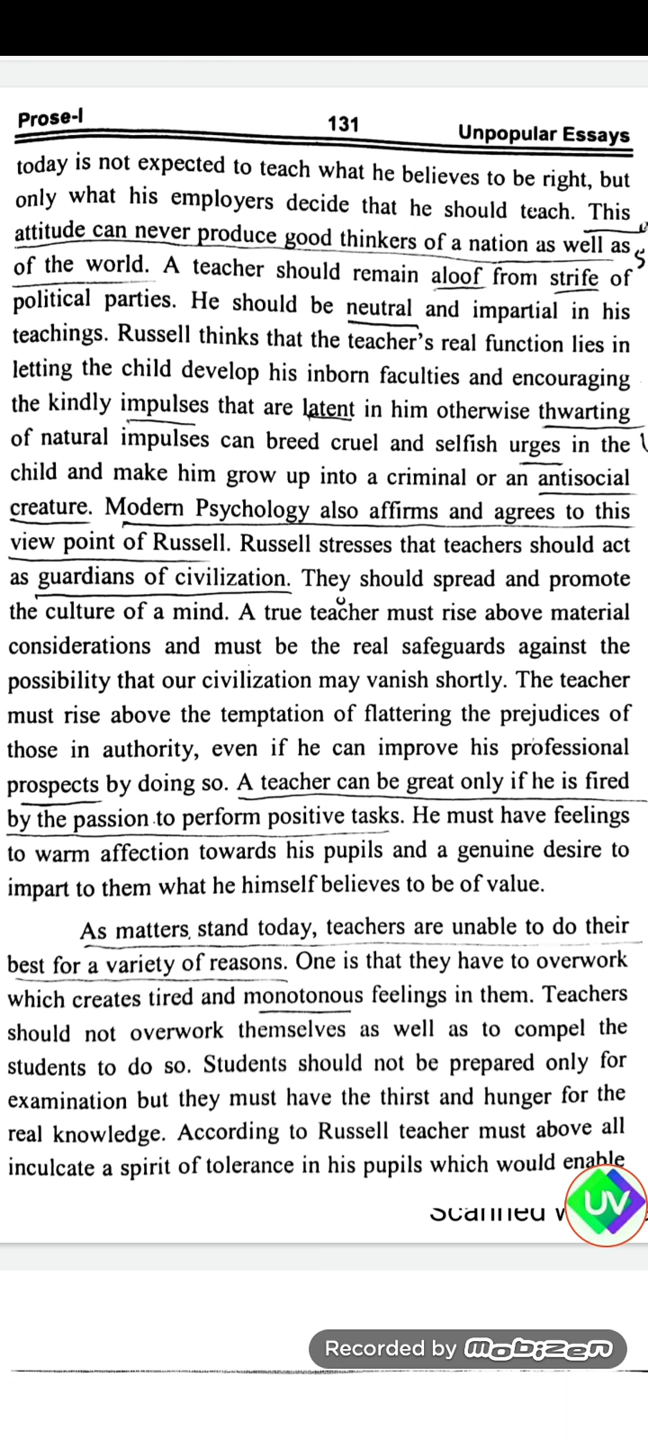 Prose-I 131 Unpopular Essays
today is not expected to teach what he believes to be right, but
only what his employers decide that he should teach. This
attitude can never produce good thinkers of a nation as well as
of the world. A teacher should remain aloof from strife of
political parties. He should be neutral and impartial in his
teachings. Russell thinks that the teacher's real function lies in
letting the child develop his inborn faculties and encouraging
the kindly impulses that are latent in him otherwise thwarting
of natural impulses can breed cruel and selfish urges in the
child and make him grow up into a criminal or an antisocial
creature. Modern Psychology also affirms and agrees to this
view point of Russell. Russell stresses that teachers should act
as guardians of civilization. They should spread and promote
the culture of a mind. A true teacher must rise above material
considerations and must be the real safeguards against the
possibility that our civilization may vanish shortly. The teacher
must rise above the temptation of flattering the prejudices of
those in authority, even if he can improve his professional
prospects by doing so. A teacher can be great only if he is fired
by the passion to perform positive tasks. He must have feelings
to warm affection towards his pupils and a genuine desire to
impart to them what he himself believes to be of value.
As matters stand today, teachers are unable to do their
best for a variety of reasons. One is that they have to overwork
which creates tired and monotonous feelings in them. Teachers
should not overwork themselves as well as to compel the
students to do so. Students should not be prepared only for
examination but they must have the thirst and hunger for the
real knowledge. According to Russell teacher must above all
inculcate a spirit of tolerance in his pupils which would enable
Scanned
UV
Recorded by Mobizen